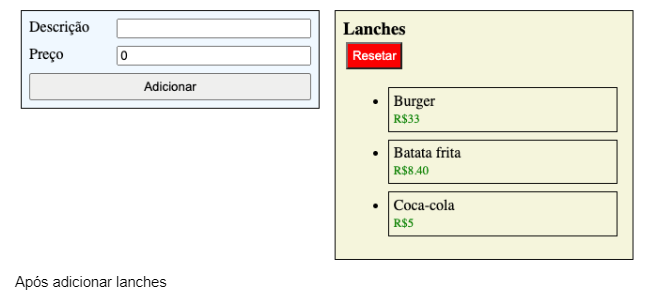 Descrição
Preço 0
Adicionar
Lanches
Resetar
Burger
R$33
Batata frita
R$8.40
Coca-cola
R$5
Após adicionar lanches